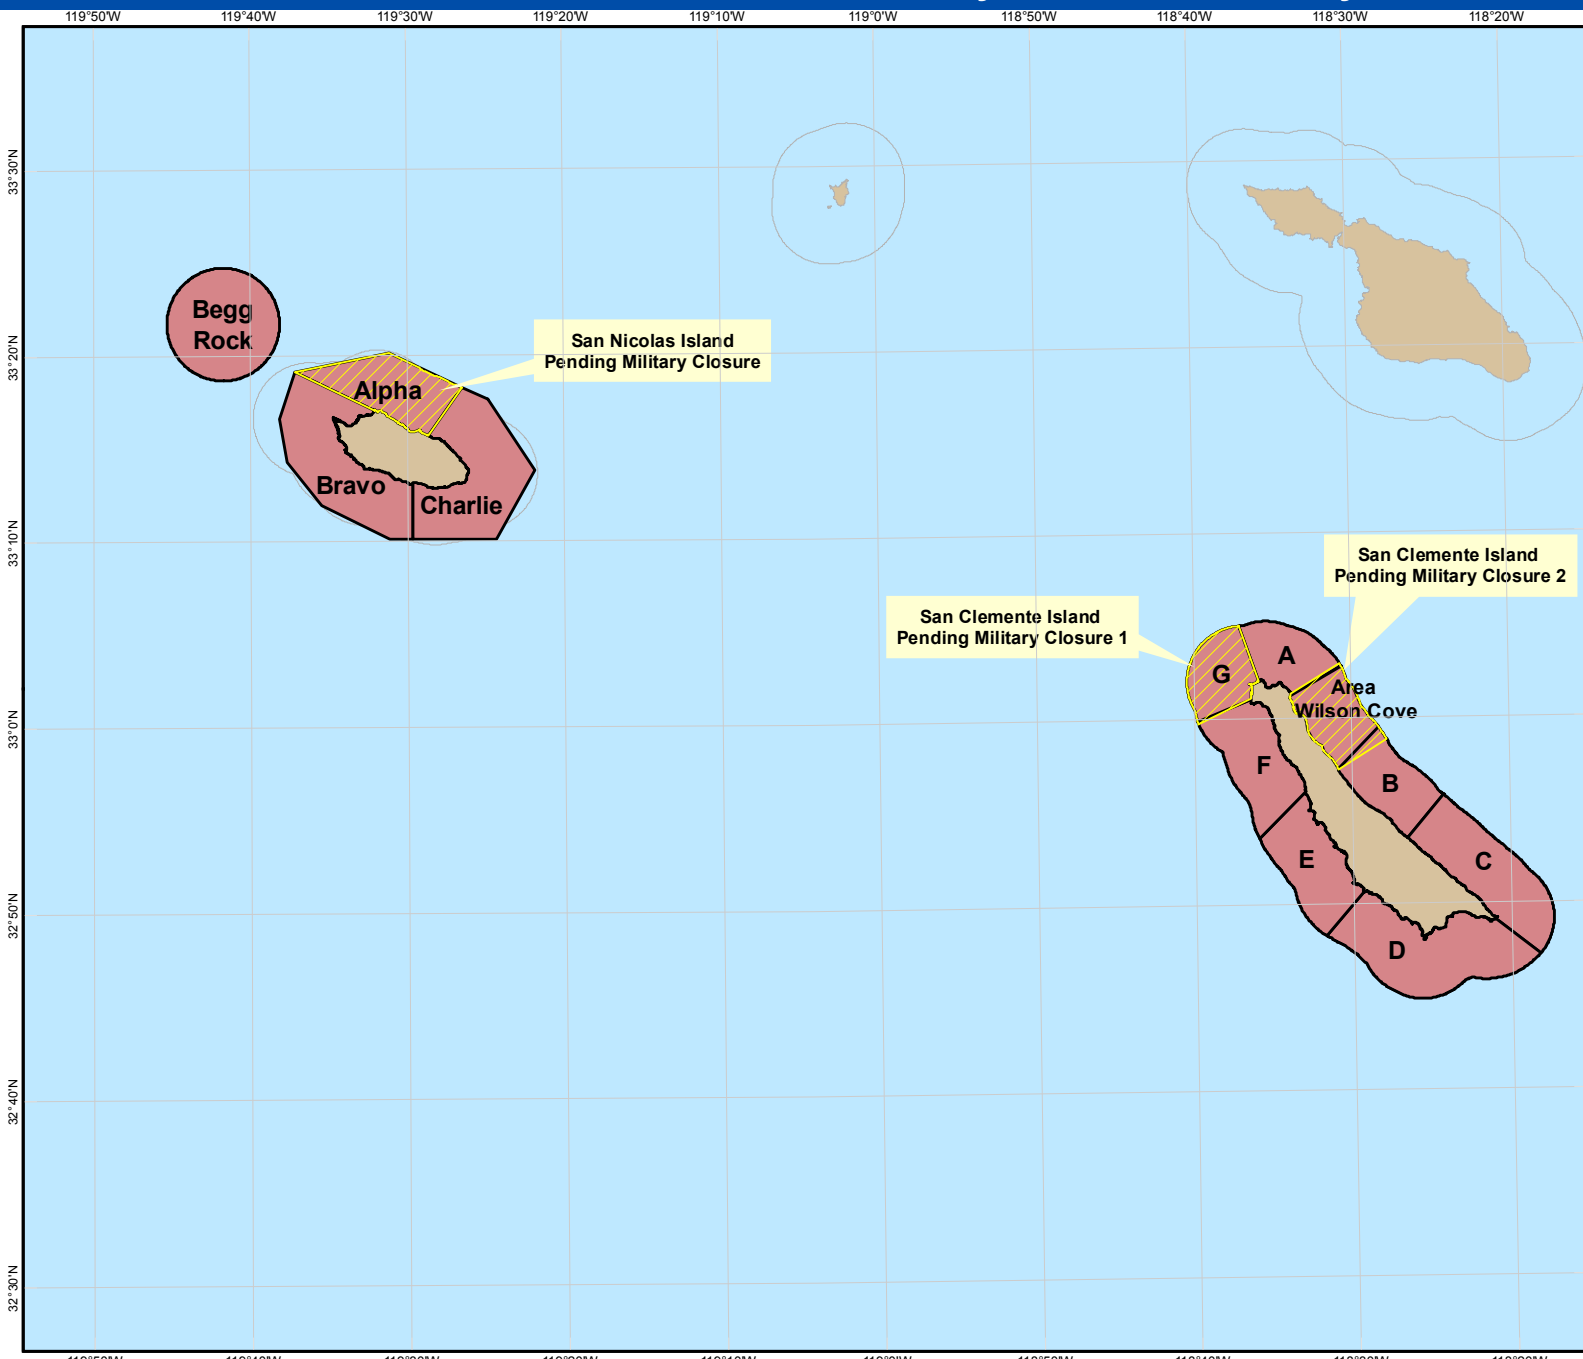 119°50'W 119°40'W 119°30'W 119°20'W 119°10'W 119°0'W 118°50'W 118°40'W 118°30'W 118°20'W
33°30'N
33°20'N
33°10'N
33°0'N
32°50'N
32°40'N
32°30'N
Begg
Rock
San Nicolas Island
Pending Military Closure
Alpha
Bravo
Charlie
San Clemente Island
Pending Military Closure 2
San Clemente Island
Pending Military Closure 1
A
G
Area
Wilson Cove
F
B
E
C
D